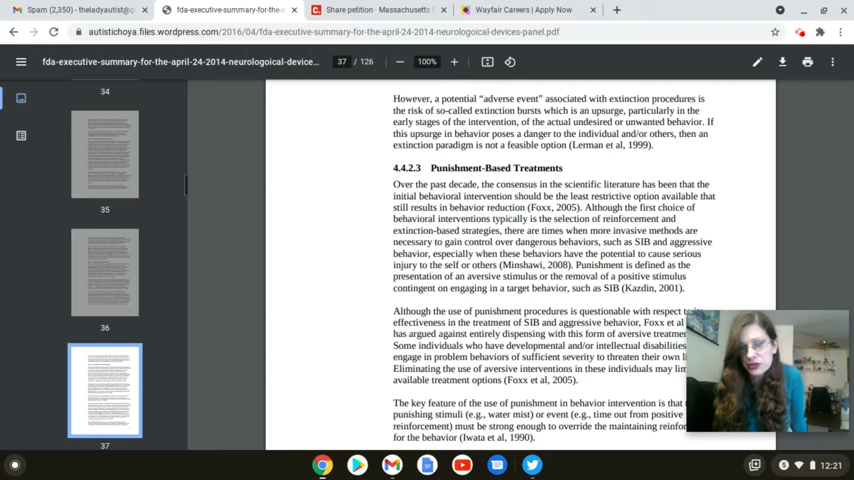 Spam (2,350) - theladyautist@g
fda-executive-summary-for-the-a
Share petition - Massachusetts
Wayfair Careers | Apply Now
autistichoya.files.wordpress.com/2016/04/fda-executive-summary-for-the-april-24-2014-neurologoical-devices-panel.pdf
fda-executive-summary-for-the-april-24-2014-neurologoical-devices...
37 / 126
100%
34
35
36
37
However, a potential “adverse event” associated with extinction procedures is
the risk of so-called extinction bursts which is an upsurge, particularly in the
early stages of the intervention, of the actual undesired or unwanted behavior. If
this upsurge in behavior poses a danger to the individual and/or others, then an
extinction paradigm is not a feasible option (Lerman et al, 1999).
4.4.2.3 Punishment-Based Treatments
Over the past decade, the consensus in the scientific literature has been that the
initial behavioral intervention should be the least restrictive option available that
still results in behavior reduction (Foxx, 2005). Although the first choice of
behavioral interventions typically is the selection of reinforcement and
extinction-based strategies, there are times when more invasive methods are
necessary to gain control over dangerous behaviors, such as SIB and aggressive
behavior, especially when these behaviors have the potential to cause serious
injury to the self or others (Minshawi, 2008). Punishment is defined as the
presentation of an aversive stimulus or the removal of a positive stimulus
contingent on engaging in a target behavior, such as SIB (Kazdin, 2001).
Although the use of punishment procedures is questionable with respect to
effectiveness in the treatment of SIB and aggressive behavior, Foxx et al
has argued against entirely dispensing with this form of aversive treatment
Some individuals who have developmental and/or intellectual disabilities
engage in problem behaviors of sufficient severity to threaten their own
Eliminating the use of aversive interventions in these individuals may
available treatment options (Foxx et al, 2005).
The key feature of the use of punishment in behavior intervention is that
punishing stimuli (e.g., water mist) or event (e.g., time out from positive
reinforcement) must be strong enough to override the maintaining
for the behavior (Iwata et al, 1990).
12:21